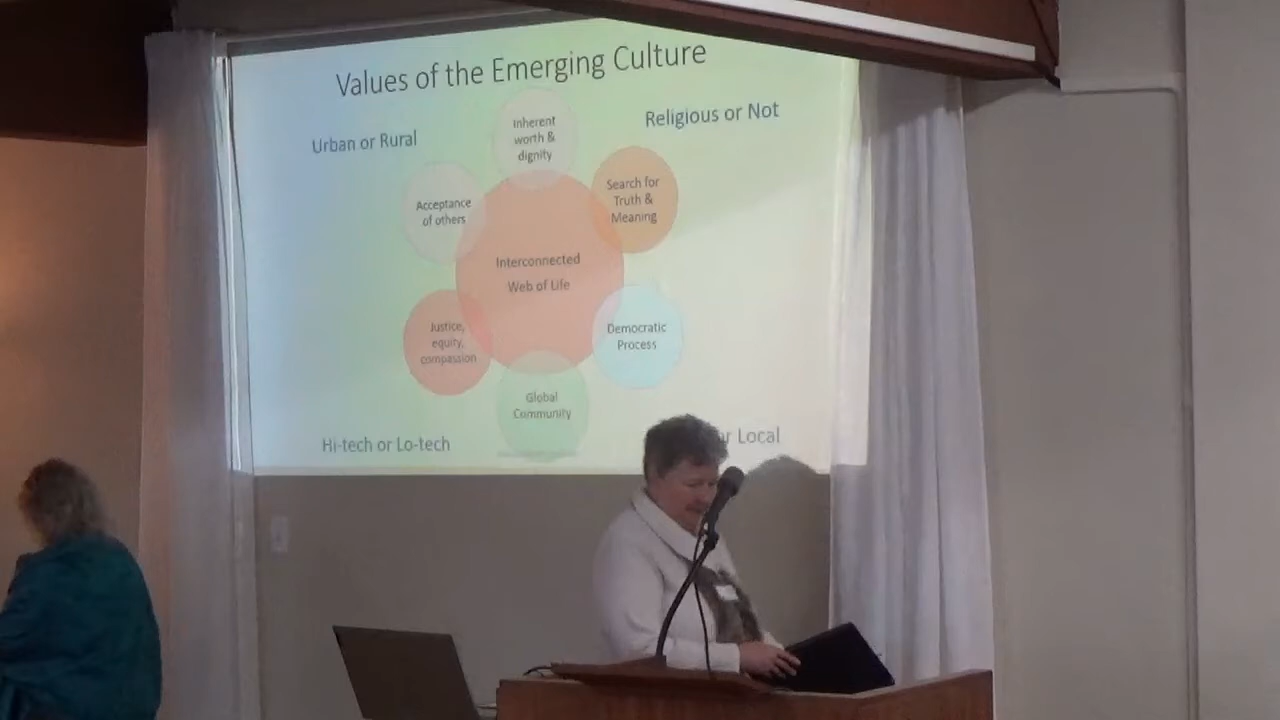 Values of the Emerging Culture
Urban or Rural
Religious or Not
Inherent
worth &
dignity
Acceptance
of others
Search for
Truth &
Meaning
Interconnected
Web of Life
Justice,
equity,
compassion
Democratic
Process
Global
Community
Hi-tech or Lo-tech
Local